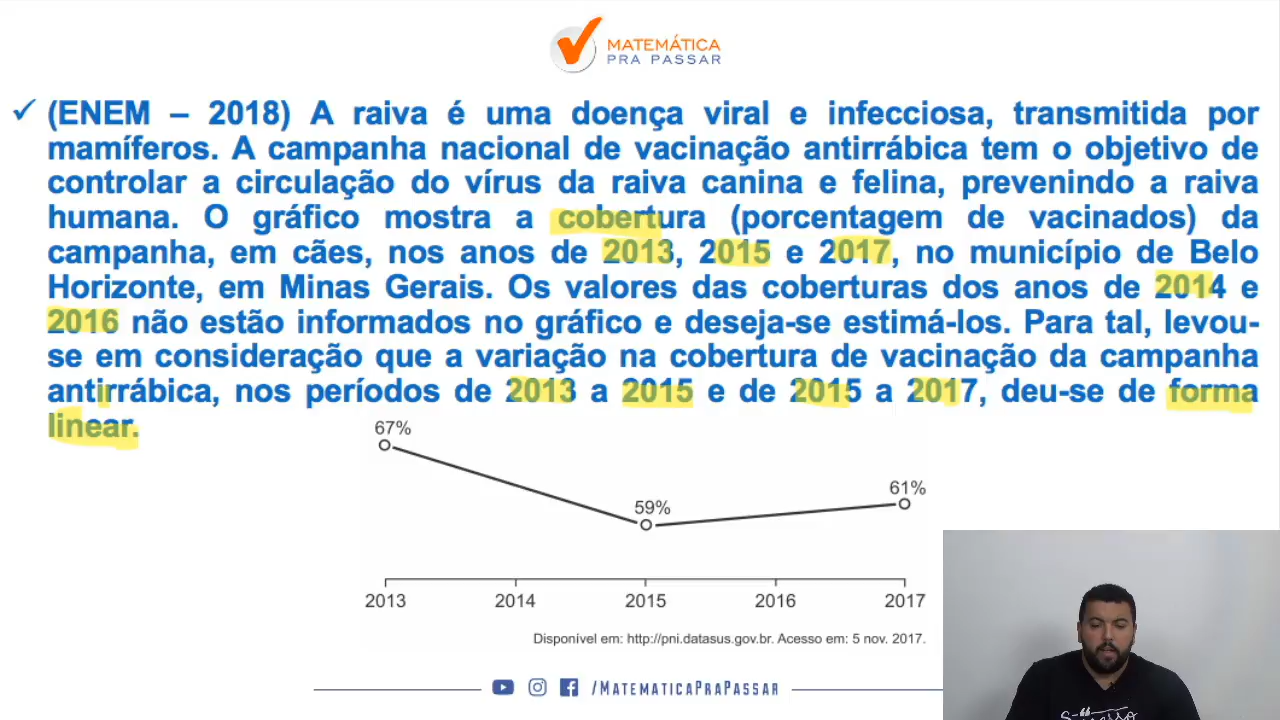 MATEMÁTICA
PRA PASSAR
✓ (ENEM – 2018) A raiva é uma doença viral e infecciosa, transmitida por
mamíferos. A campanha nacional de vacinação antirrábica tem o objetivo de
controlar a circulação do vírus da raiva canina e felina, prevenindo a raiva
humana. O gráfico mostra a cobertura (porcentagem de vacinados) da
campanha, em cães, nos anos de 2013, 2015 e 2017, no município de Belo
Horizonte, em Minas Gerais. Os valores das coberturas dos anos de 2014 e
2016 não estão informados no gráfico e deseja-se estimá-los. Para tal, levou-
se em consideração que a variação na cobertura de vacinação da campanha
antirrábica, nos períodos de 2013 a 2015 e de 2015 a 2017, deu-se de forma
linear.
67%
59%
61%
2013 2014 2015 2016 2017
Disponível em: http://pni.datasus.gov.br. Acesso em: 5 nov. 2017.
/MATEMATICAPRAPASSAR